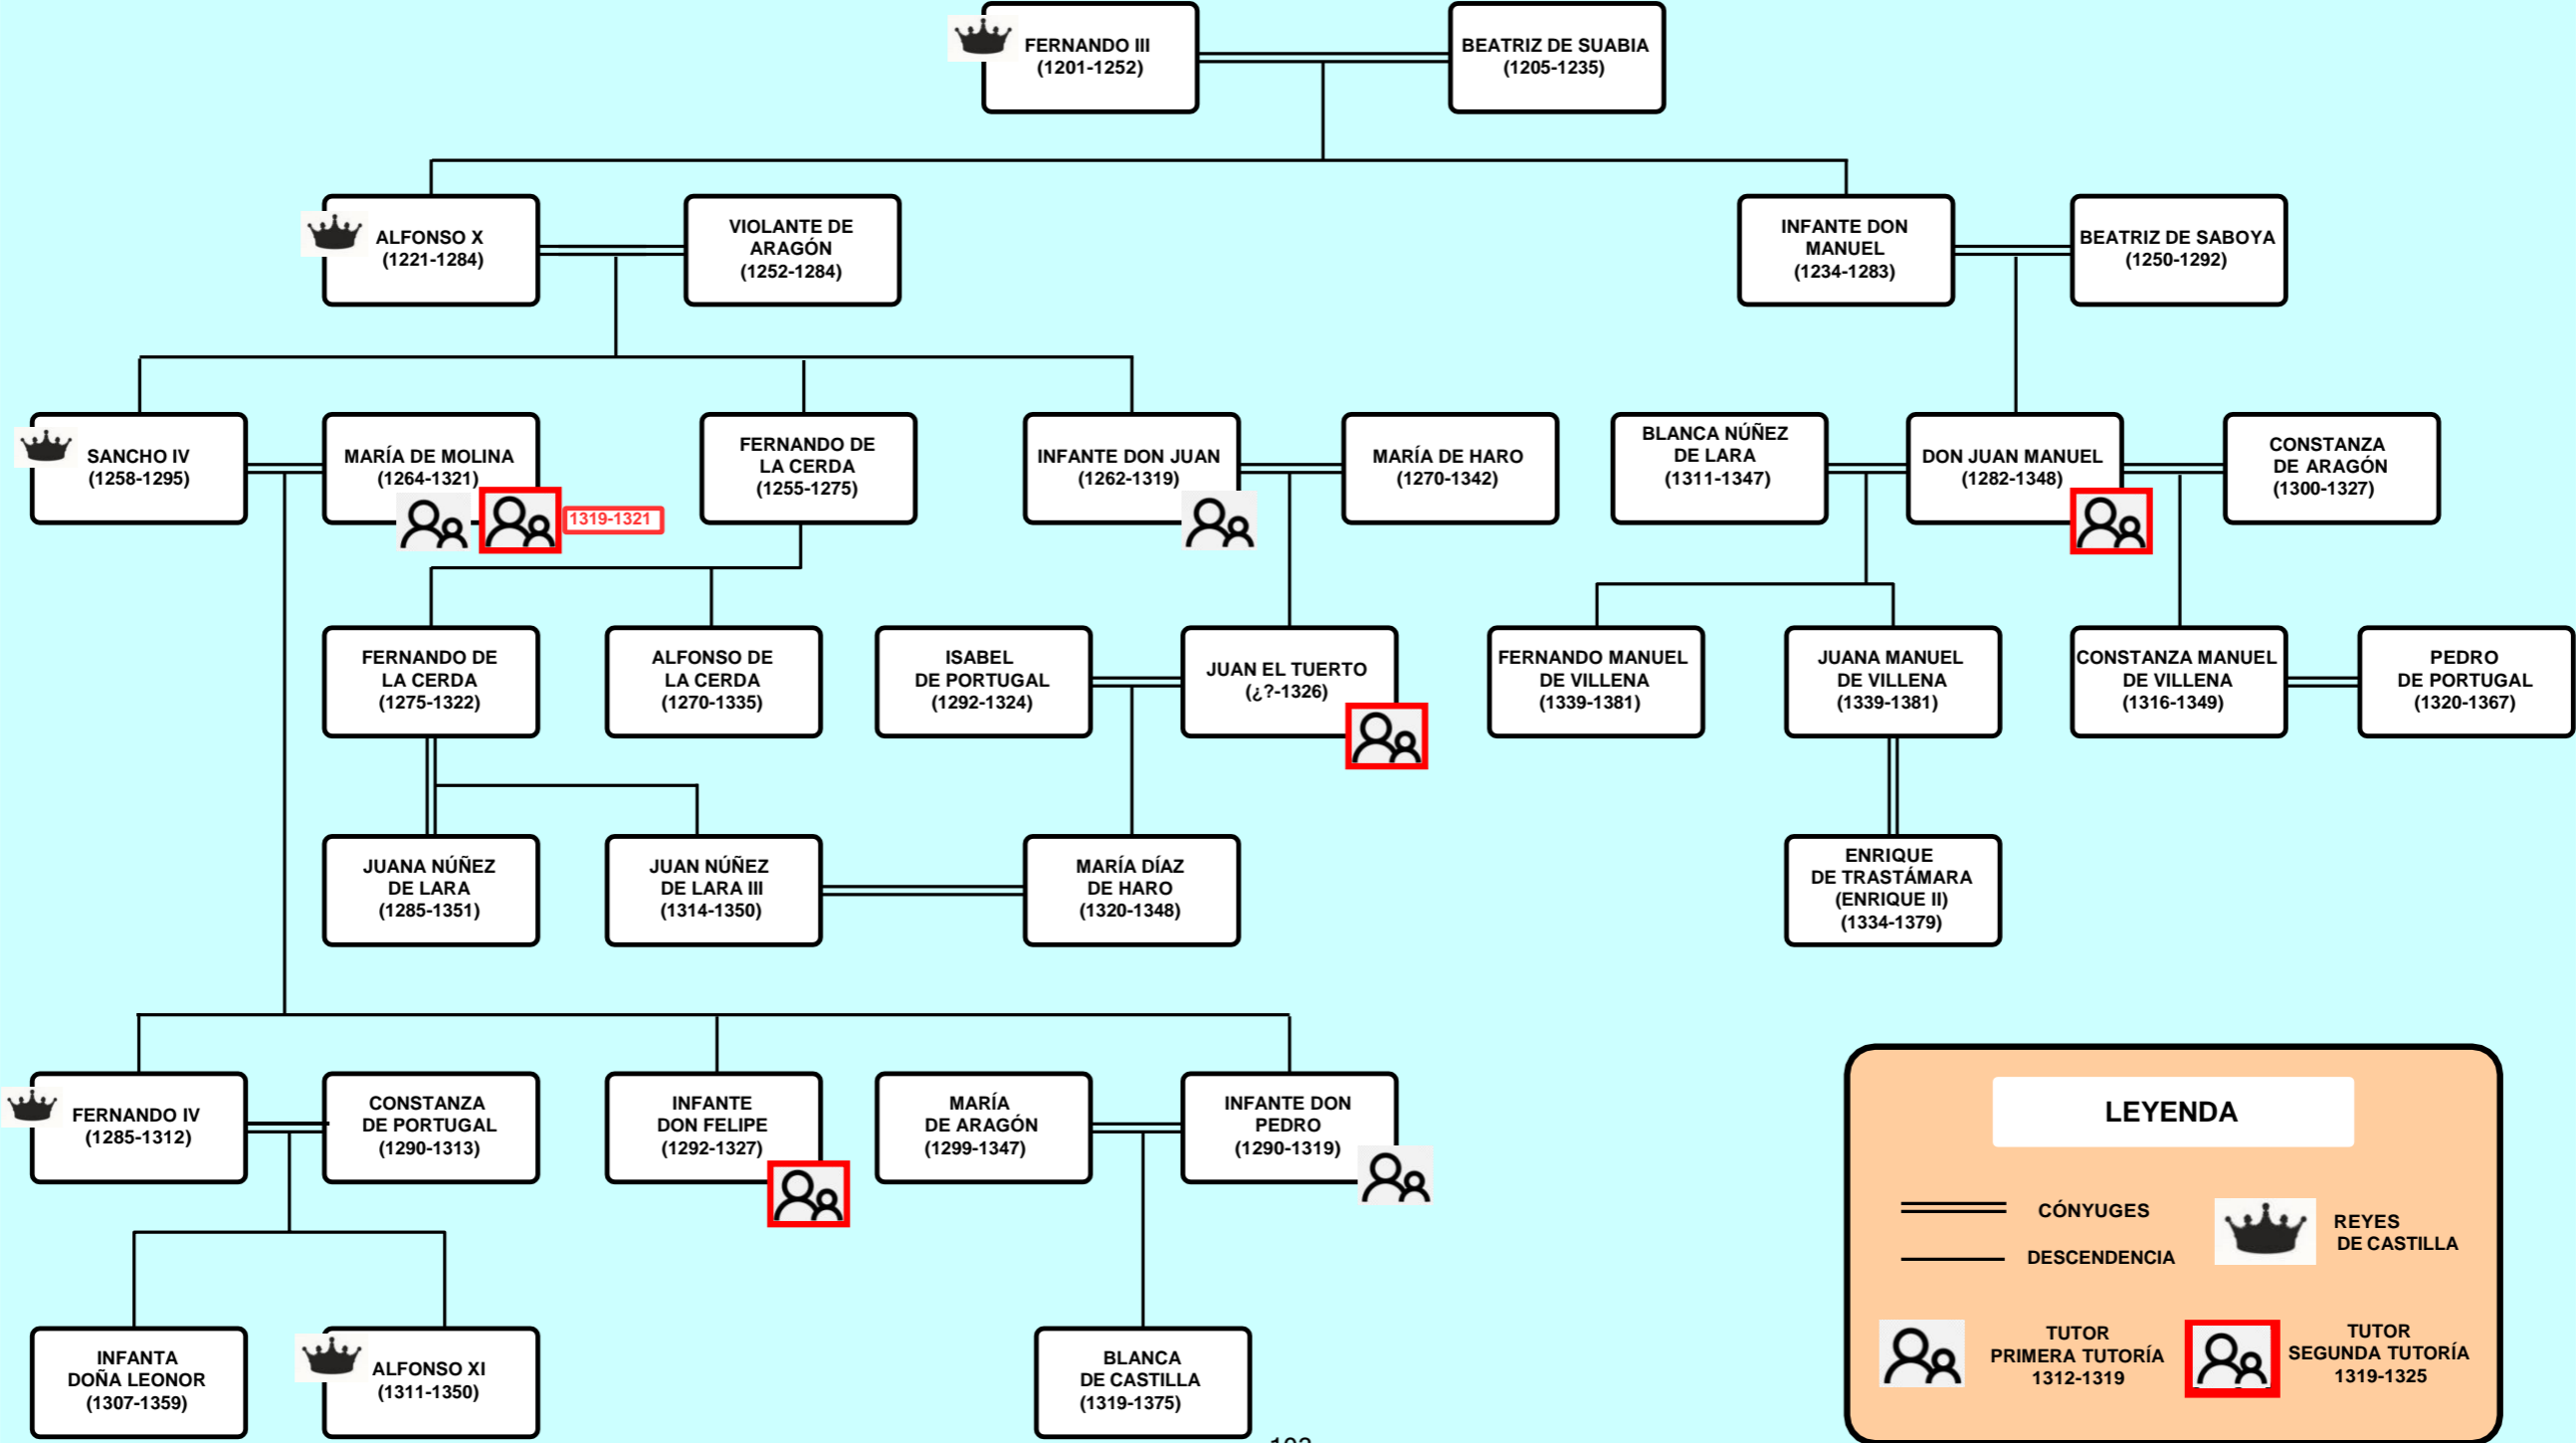 FERNANDO III
(1201-1252)
BEATRIZ DE SUABIA
(1205-1235)
ALFONSO X
(1221-1284)
VIOLANTE DE
ARAGÓN
(1252-1284)
INFANTE DON
MANUEL
(1234-1283)
BEATRIZ DE SABOYA
(1250-1292)
SANCHO IV
(1258-1295)
MARÍA DE MOLINA
(1264-1321)
1319-1321
FERNANDO DE
LA CERDA
(1255-1275)
INFANTE DON JUAN
(1262-1319)
MARÍA DE HARO
(1270-1342)
BLANCA NÚÑEZ
DE LARA
(1311-1347)
DON JUAN MANUEL
(1282-1348)
CONSTANZA
DE ARAGÓN
(1300-1327)
FERNANDO DE
LA CERDA
(1275-1322)
ALFONSO DE
LA CERDA
(1270-1335)
ISABEL
DE PORTUGAL
(1292-1324)
JUAN EL TUERTO
(¿?-1326)
FERNANDO MANUEL
DE VILLENA
(1339-1381)
JUANA MANUEL
DE VILLENA
(1339-1381)
CONSTANZA MANUEL
DE VILLENA
(1316-1349)
PEDRO
DE PORTUGAL
(1320-1367)
JUANA NÚÑEZ
DE LARA
(1285-1351)
JUAN NÚÑEZ
DE LARA III
(1314-1350)
MARÍA DÍAZ
DE HARO
(1320-1348)
ENRIQUE
DE TRASTÁMARA
(ENRIQUE II)
(1334-1379)
FERNANDO IV
(1285-1312)
CONSTANZA
DE PORTUGAL
(1290-1313)
INFANTE
DON FELIPE
(1292-1327)
MARÍA
DE ARAGÓN
(1299-1347)
INFANTE DON
PEDRO
(1290-1319)
INFANTA
DOÑA LEONOR
(1307-1359)
ALFONSO XI
(1311-1350)
BLANCA
DE CASTILLA
(1319-1375)
LEYENDA
CÓNYUGES
DESCENDENCIA
REYES
DE CASTILLA
TUTOR
PRIMERA TUTORÍA
1312-1319
TUTOR
SEGUNDA TUTORÍA
1319-1325